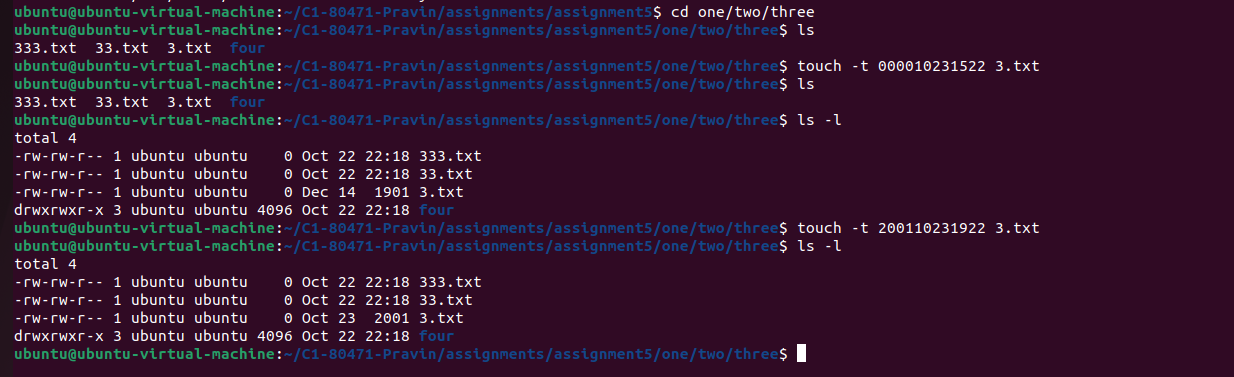 ubuntu@ubuntu-virtual-machine:~/C1-80471-Pravin/assignments/assignment5$ cd one/two/three
ubuntu@ubuntu-virtual-machine:~/C1-80471-Pravin/assignments/assignment5/one/two/three$ ls
333.txt  33.txt  3.txt  four
ubuntu@ubuntu-virtual-machine:~/C1-80471-Pravin/assignments/assignment5/one/two/three$ touch -t 000010231522 3.txt
ubuntu@ubuntu-virtual-machine:~/C1-80471-Pravin/assignments/assignment5/one/two/three$ ls
333.txt  33.txt  3.txt  four
ubuntu@ubuntu-virtual-machine:~/C1-80471-Pravin/assignments/assignment5/one/two/three$ ls -l
total 4
-rw-rw-r-- 1 ubuntu ubuntu    0 Oct 22 22:18 333.txt
-rw-rw-r-- 1 ubuntu ubuntu    0 Oct 22 22:18 33.txt
-rw-rw-r-- 1 ubuntu ubuntu    0 Dec 14  1901 3.txt
drwxrwxr-x 3 ubuntu ubuntu 4096 Oct 22 22:18 four
ubuntu@ubuntu-virtual-machine:~/C1-80471-Pravin/assignments/assignment5/one/two/three$ touch -t 200110231922 3.txt
ubuntu@ubuntu-virtual-machine:~/C1-80471-Pravin/assignments/assignment5/one/two/three$ ls -l
total 4
-rw-rw-r-- 1 ubuntu ubuntu    0 Oct 22 22:18 333.txt
-rw-rw-r-- 1 ubuntu ubuntu    0 Oct 22 22:18 33.txt
-rw-rw-r-- 1 ubuntu ubuntu    0 Oct 23  2001 3.txt
drwxrwxr-x 3 ubuntu ubuntu 4096 Oct 22 22:18 four
ubuntu@ubuntu-virtual-machine:~/C1-80471-Pravin/assignments/assignment5/one/two/three$